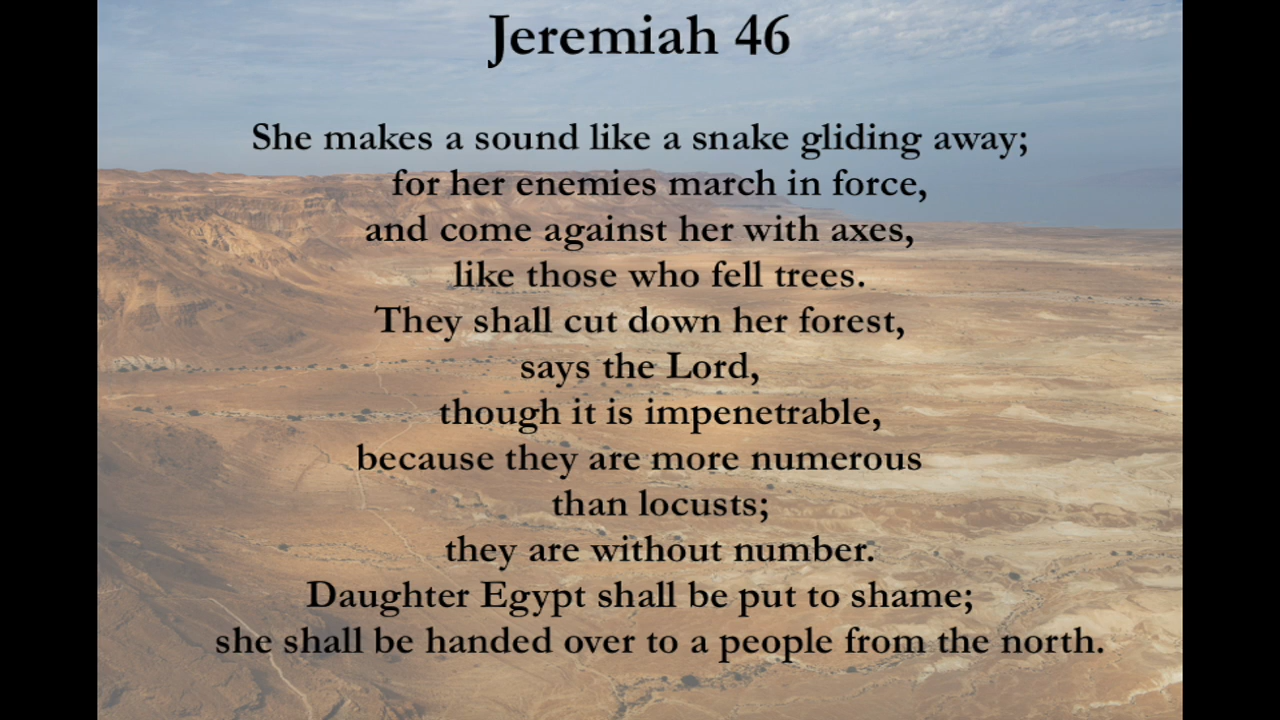 Jeremiah 46
She makes a sound like a snake gliding away;
for her enemies march in force,
and come against her with axes,
like those who fell trees.
They shall cut down her forest,
says the Lord,
though it is impenetrable,
because they are more numerous
than locusts;
they are without number.
Daughter Egypt shall be put to shame;
she shall be handed over to a people from the north.